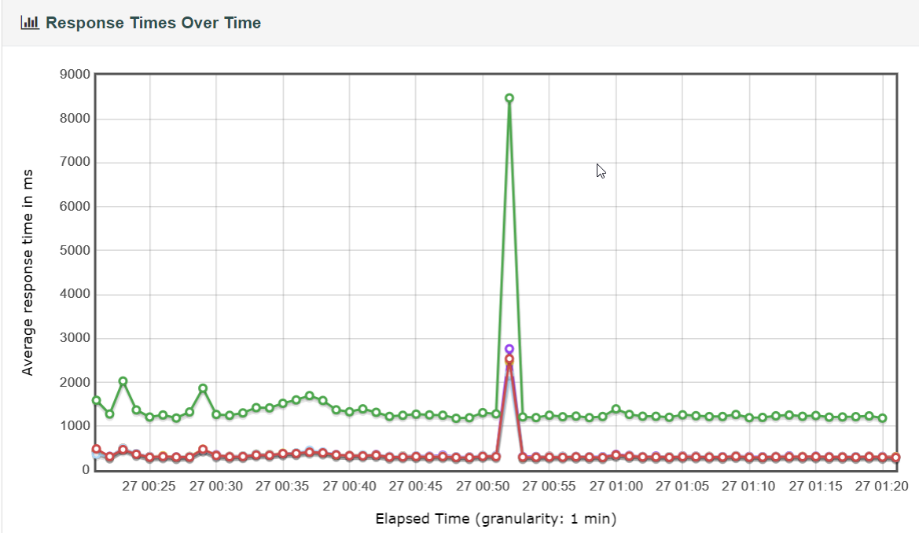 Response Times Over Time
9000
8000
7000
6000
5000
4000
3000
2000
1000
0
Average response time in ms
27 00:25 27 00:30 27 00:35 27 00:40 27 00:45 27 00:50 27 00:55 27 01:00 27 01:05 27 01:10 27 01:15 27 01:20
Elapsed Time (granularity: 1 min)